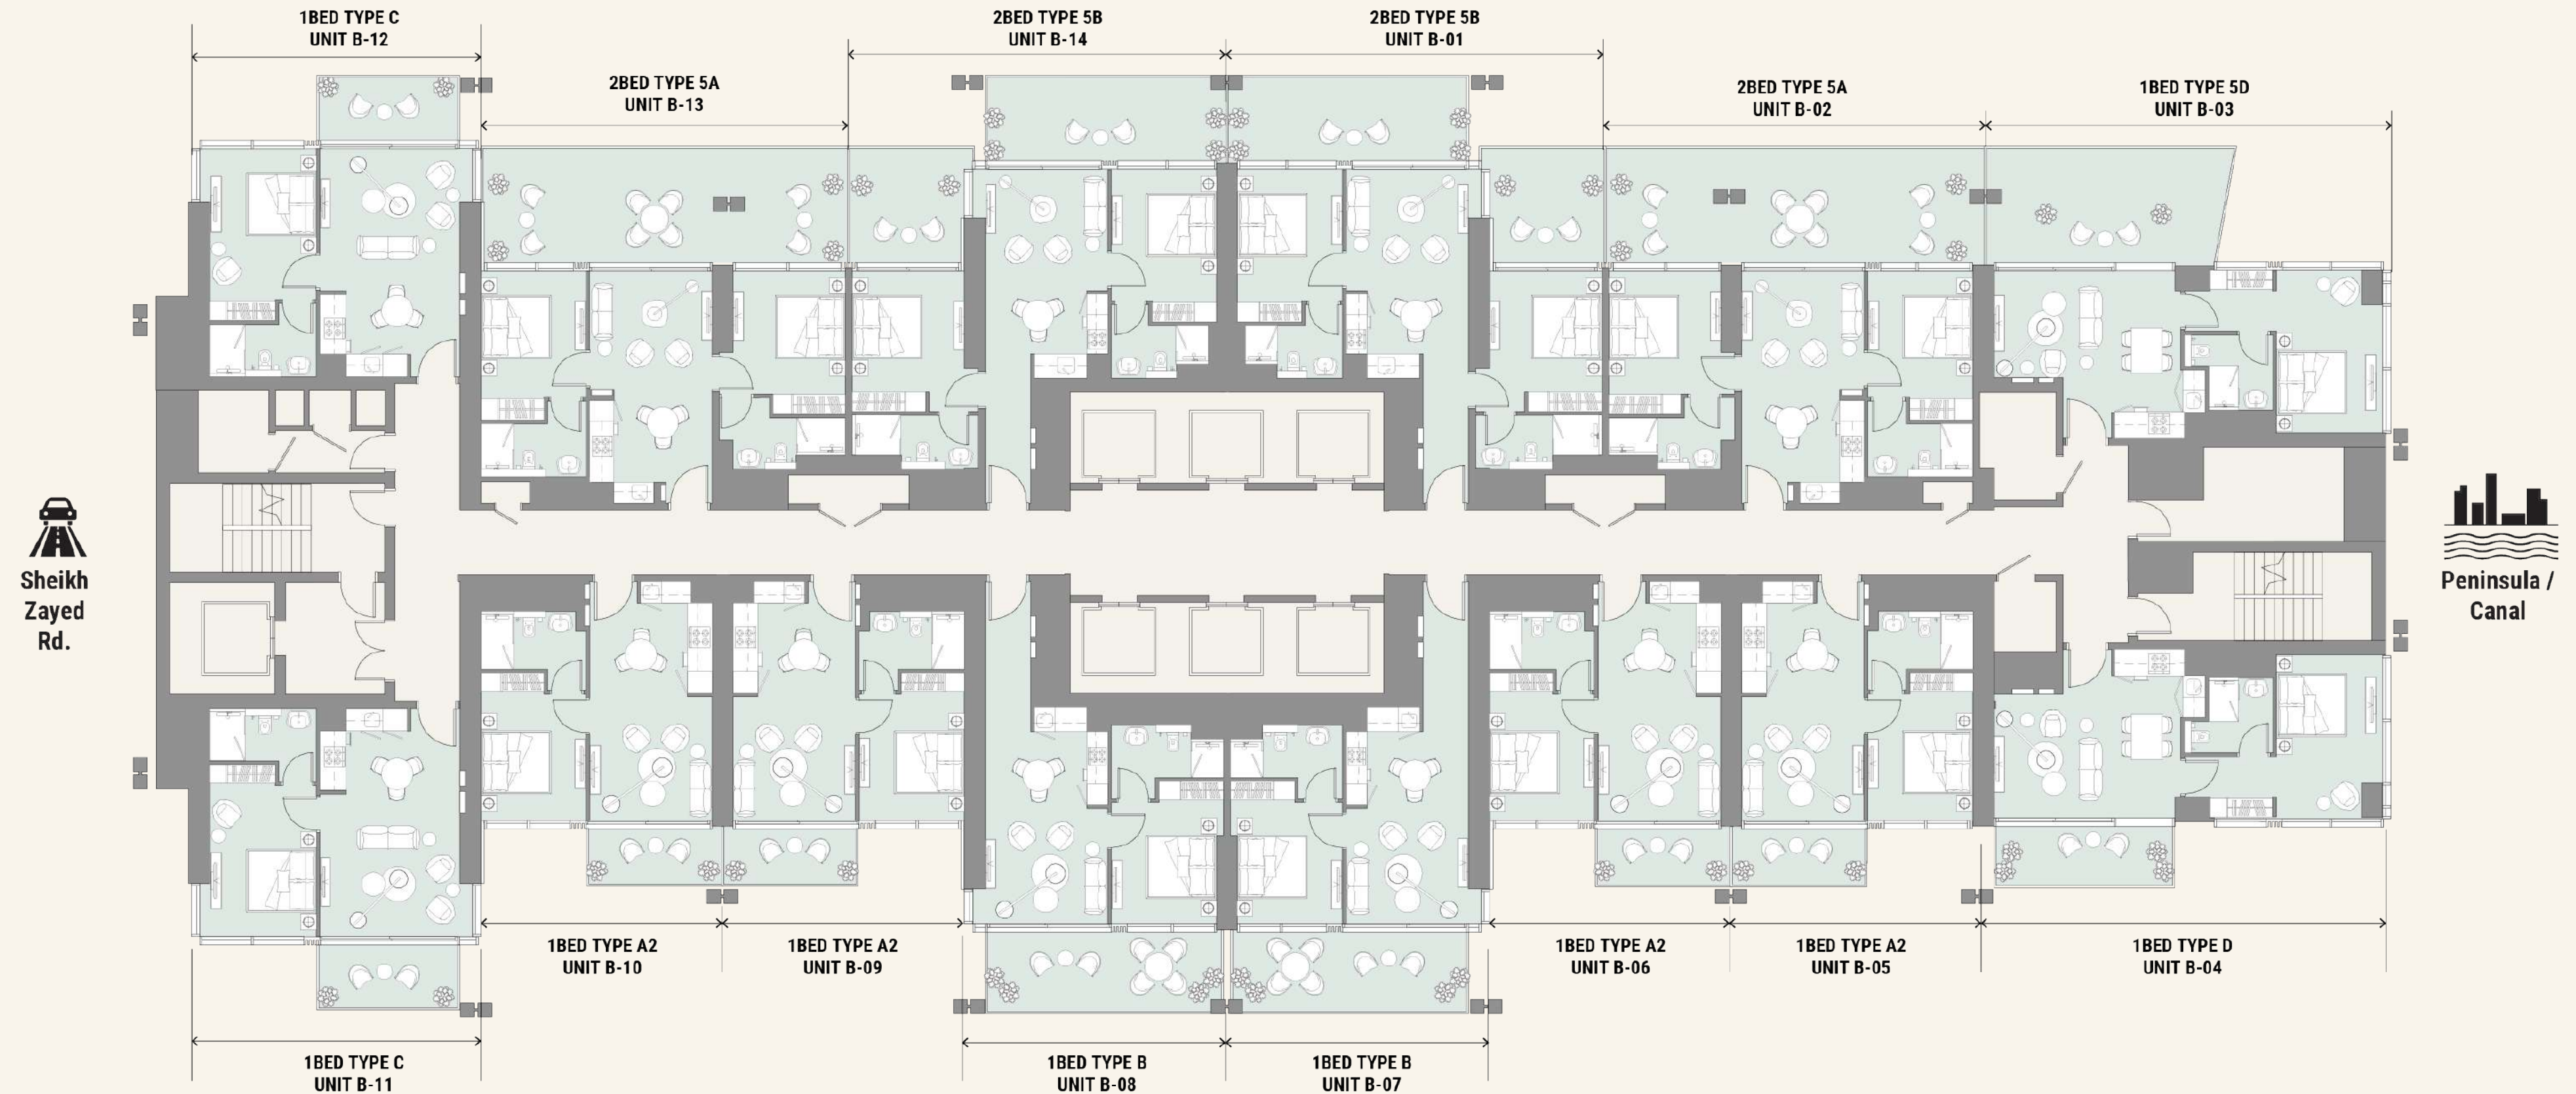 1BED TYPE C
UNIT B-12
2BED TYPE 5A
UNIT B-13
2BED TYPE 5B
UNIT B-14
2BED TYPE 5B
UNIT B-01
2BED TYPE 5A
UNIT B-02
1BED TYPE 5D
UNIT B-03
Sheikh
Zayed
Rd.
Peninsula /
Canal
1BED TYPE C
UNIT B-11
1BED TYPE A2
UNIT B-10
1BED TYPE A2
UNIT B-09
1BED TYPE B
UNIT B-08
1BED TYPE B
UNIT B-07
1BED TYPE A2
UNIT B-06
1BED TYPE A2
UNIT B-05
1BED TYPE D
UNIT B-04